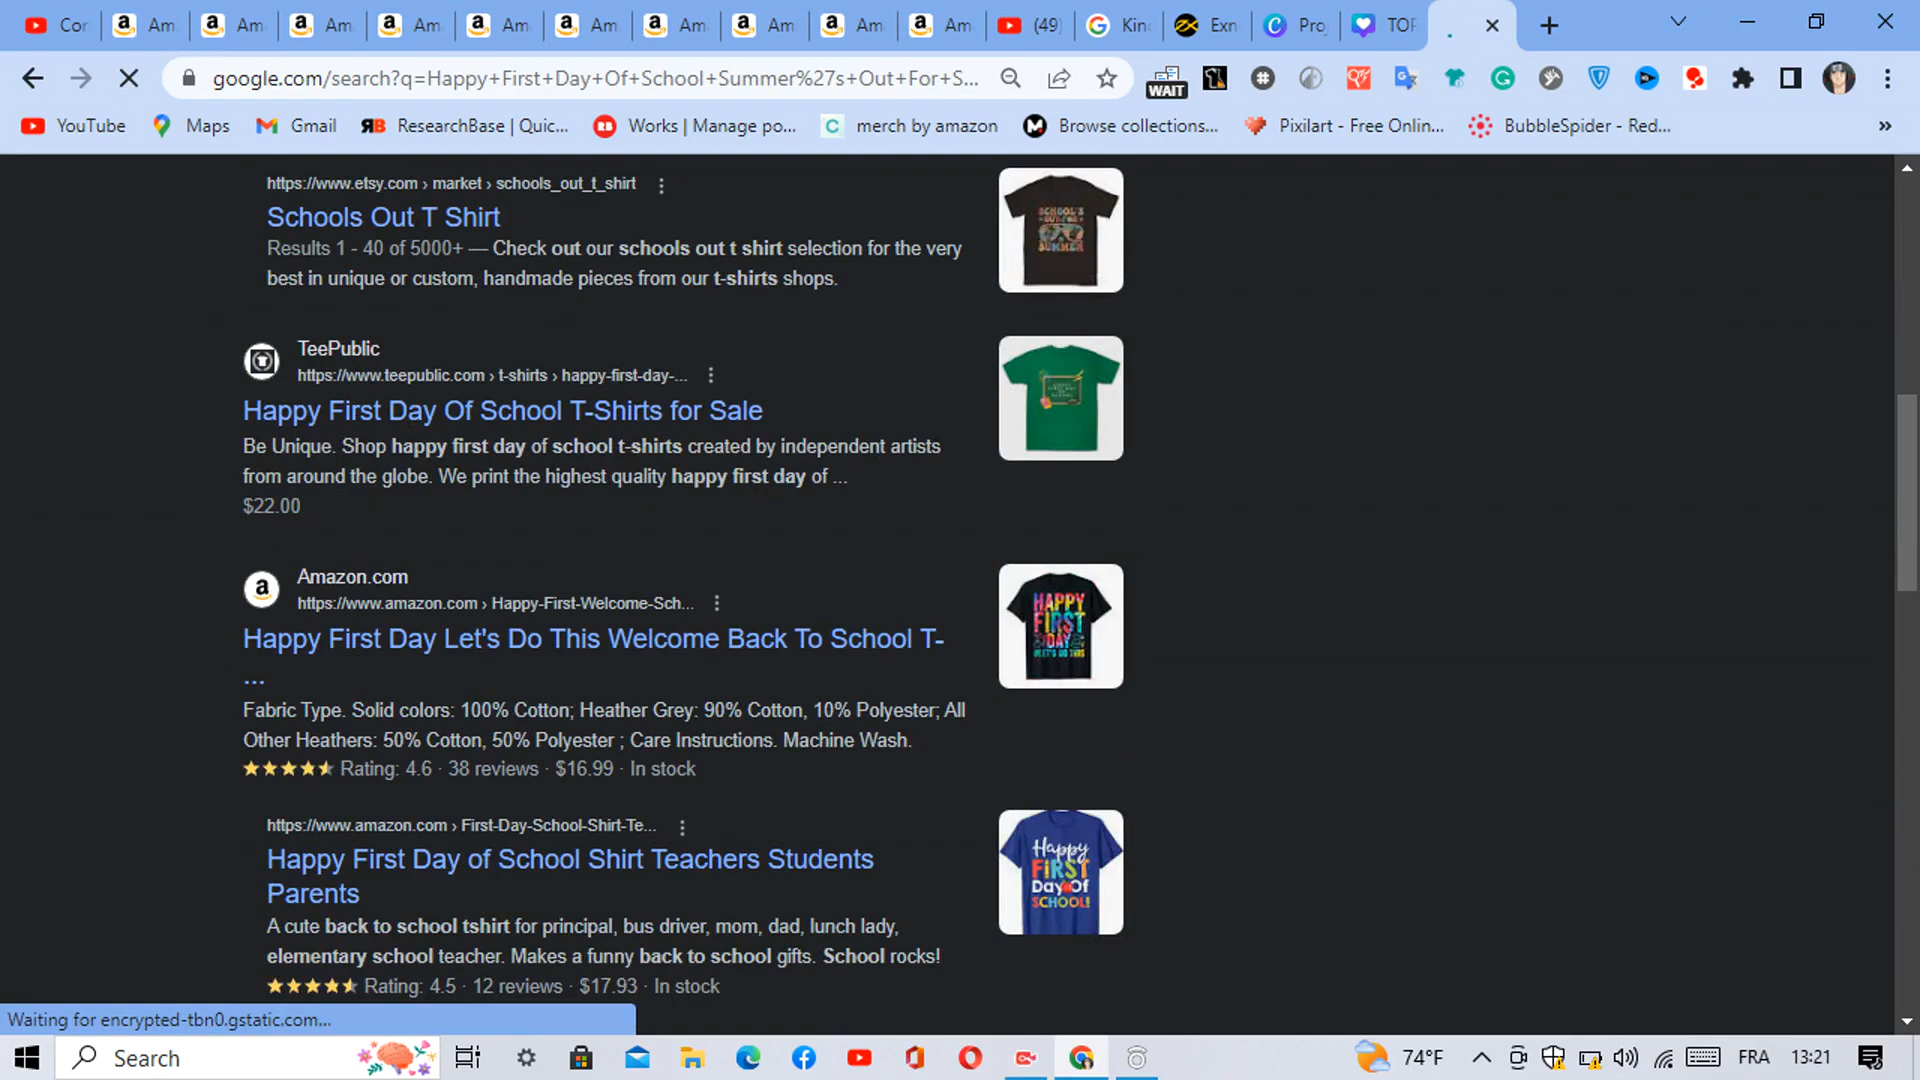 Cor
Am
Am
Am
Am
Am
Am
Am
Am
Am
Am
(49)
Kin
Exn
Pro
TOP
google.com/search?q=Happy+First+Day+Of+School+Summer%27s+Out+For+S...
WAIT
YouTube
Maps
Gmail
ResearchBase | Quic...
Works | Manage po...
merch by amazon
Browse collections...
Pixilart - Free Onlin...
BubbleSpider - Red...
»
https://www.etsy.com › market › schools_out_t_shirt
Schools Out T Shirt
Results 1 - 40 of 5000+ — Check out our schools out t shirt selection for the very
best in unique or custom, handmade pieces from our t-shirts shops.
SCHOOL'S
OUT FOR
SUMMER
TeePublic
https://www.teepublic.com › t-shirts › happy-first-day-...
Happy First Day Of School T-Shirts for Sale
Be Unique. Shop happy first day of school t-shirts created by independent artists
from around the globe. We print the highest quality happy first day of ...
$22.00
Amazon.com
https://www.amazon.com › Happy-First-Welcome-Sch...
Happy First Day Let's Do This Welcome Back To School T-
...
Fabric Type. Solid colors: 100% Cotton; Heather Grey: 90% Cotton, 10% Polyester; All
Other Heathers: 50% Cotton, 50% Polyester ; Care Instructions. Machine Wash.
Rating: 4.6 · 38 reviews · $16.99 · In stock
HAPPY
FIRST
DAY
LET'S DO THIS
https://www.amazon.com › First-Day-School-Shirt-Te...
Happy First Day of School Shirt Teachers Students
Parents
A cute back to school tshirt for principal, bus driver, mom, dad, lunch lady,
elementary school teacher. Makes a funny back to school gifts. School rocks!
Rating: 4.5 · 12 reviews · $17.93 · In stock
Happy
FIRST
Day Of
SCHOOL!
Waiting for encrypted-tbn0.gstatic.com...
Search
74°F
FRA
13:21